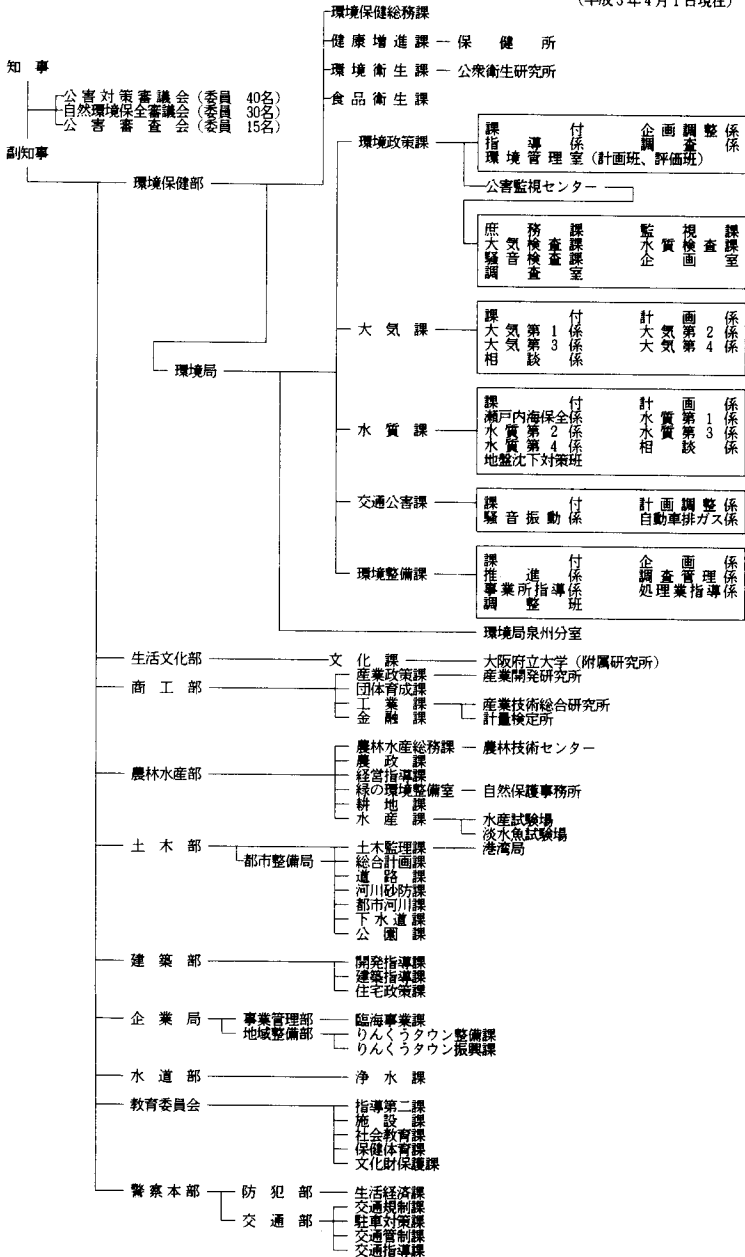 (平成3年4月1日現在)
環境保健総務課
健康増進課 保健所
環境衛生課 公衆衛生研究所
食品衛生課
知事
公害対策審議会(委員 40名)
自然環境保全審議会(委員 30名)
公害審査会(委員 15名)
副知事
環境保健部
環境政策課
課付 企画調整係
指導係 調査係
環境管理室(計画班、評価班)
公害監視センター
庶務課 監視課
大気検査課 水質検査課
騒音検査課 企画室
調査室
環境局
大気課
課付 計画係
大気第1係 大気第2係
大気第3係 大気第4係
相談係
水質課
課付 計画係
瀬戸内海保全係 水質第1係
水質第2係 水質第3係
水質第4係 相談係
地盤沈下対策班
交通公害課
課付 計画調整係
騒音振動係 自動車排ガス係
環境整備課
課付 企画係
推進係 調査管理係
事業所指導係 処理業指導係
調整班
環境局泉州分室
生活文化部 文化課 大阪府立大学(附属研究所)
商工部 産業政策課 産業開発研究所
団体育成課
工業課 産業技術総合研究所
金融課 計量検定所
農林水産部 農林水産総務課 農林技術センター
農政課
経営指導課
緑の環境整備室 自然保護事務所
耕地課
水産課 水産試験場
淡水魚試験場
土木部 土木監理課 港湾局
都市整備局 総合計画課
道路課
河川砂防課
都市河川課
下水道課
公園課
建築部 開発指導課
建築指導課
住宅政策課
企業局 事業管理部 臨海事業課
地域整備部 りんくうタウン整備課
りんくうタウン振興課
水道部 浄水課
教育委員会 指導第二課
施設課
社会教育課
保健体育課
文化財保護課
警察本部 防犯部 生活経済課
交通部 交通規制課
駐車対策課
交通管制課
交通指導課